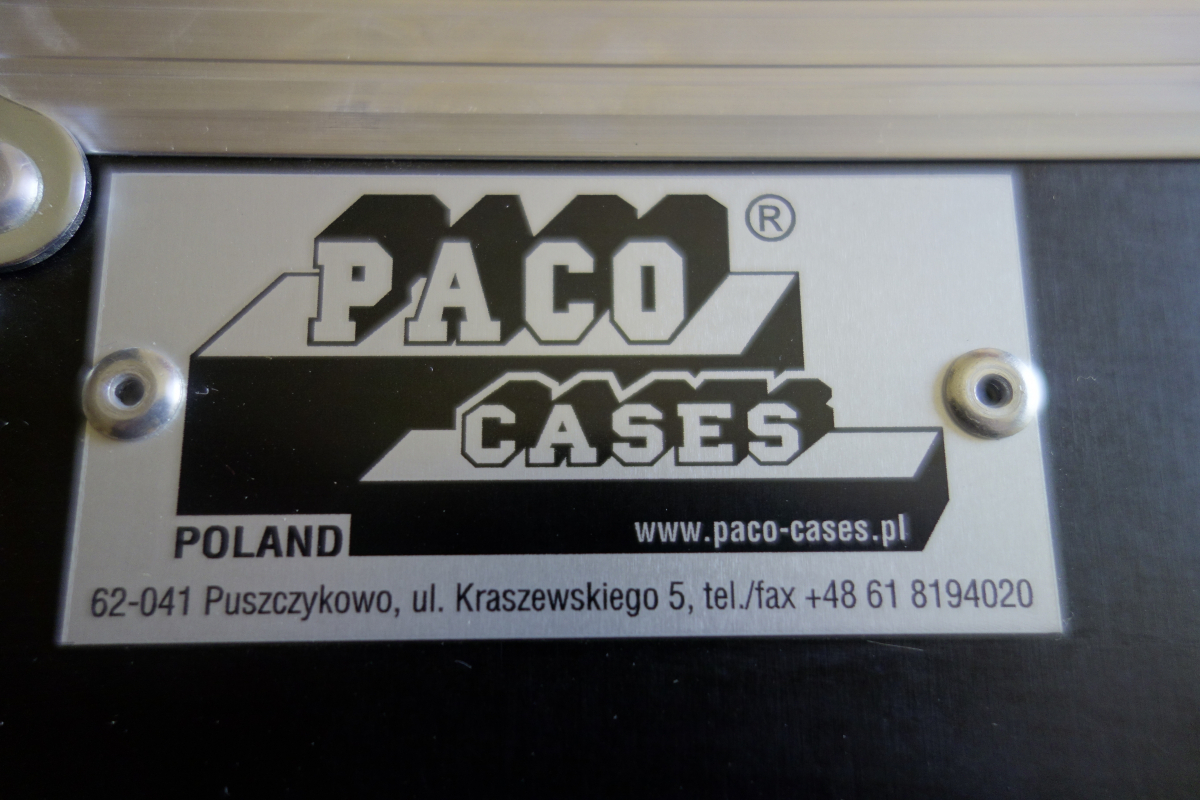 PACO ®
CASES
www.paco-cases.pl
POLAND
62-041 Puszczykowo, ul. Kraszewskiego 5, tel./fax +48 61 8194020